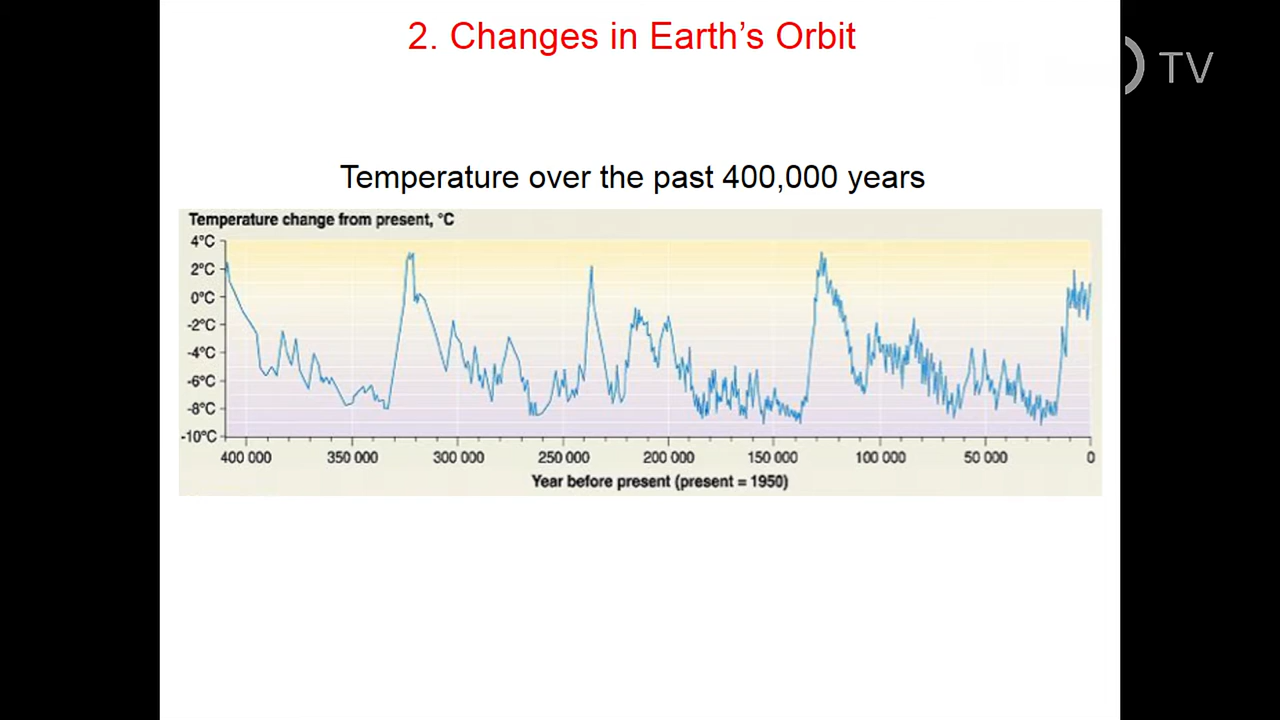 2. Changes in Earth's Orbit
TV
Temperature over the past 400,000 years
Temperature change from present, °C
4°C
2°C
0°C
-2°C
-4°C
-6°C
-8°C
-10°C
400 000 350 000 300 000 250 000 200 000 150 000 100 000 50 000 0
Year before present (present = 1950)